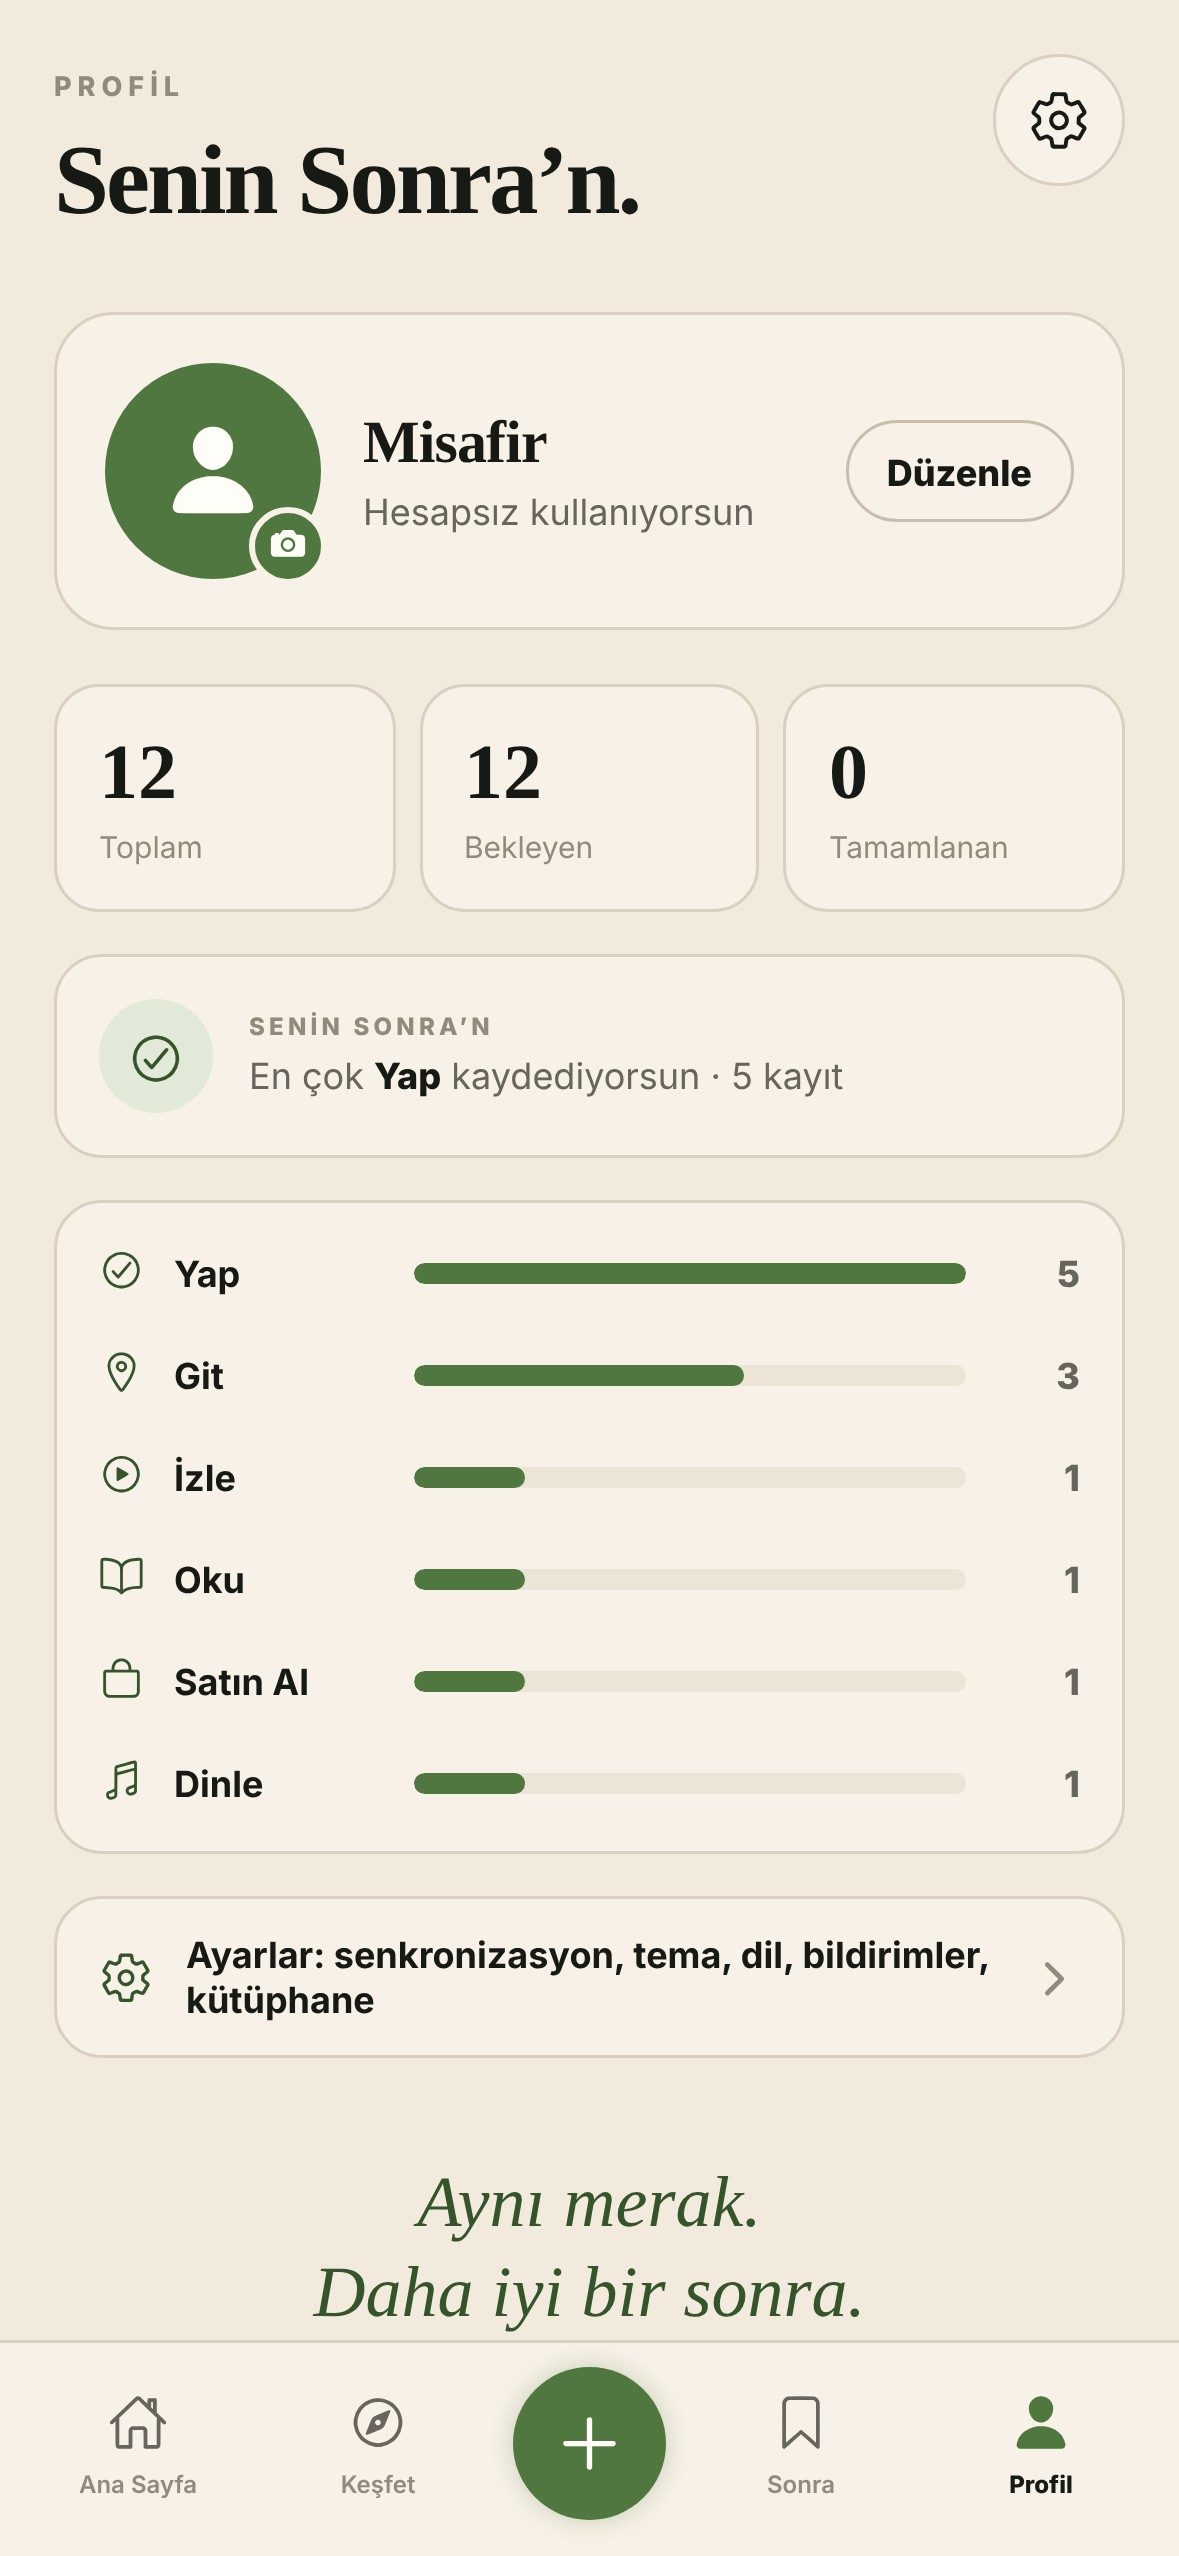 PROFİL
Senin Sonra’n.
Misafir
Hesapsız kullanıyorsun
Düzenle
12
Toplam
12
Bekleyen
0
Tamamlanan
SENİN SONRA’N
En çok Yap kaydediyorsun · 5 kayıt
Yap 5
Git 3
İzle 1
Oku 1
Satın Al 1
Dinle 1
Ayarlar: senkronizasyon, tema, dil, bildirimler,
kütüphane
Aynı merak.
Daha iyi bir sonra.
Ana Sayfa
Keşfet
Sonra
Profil